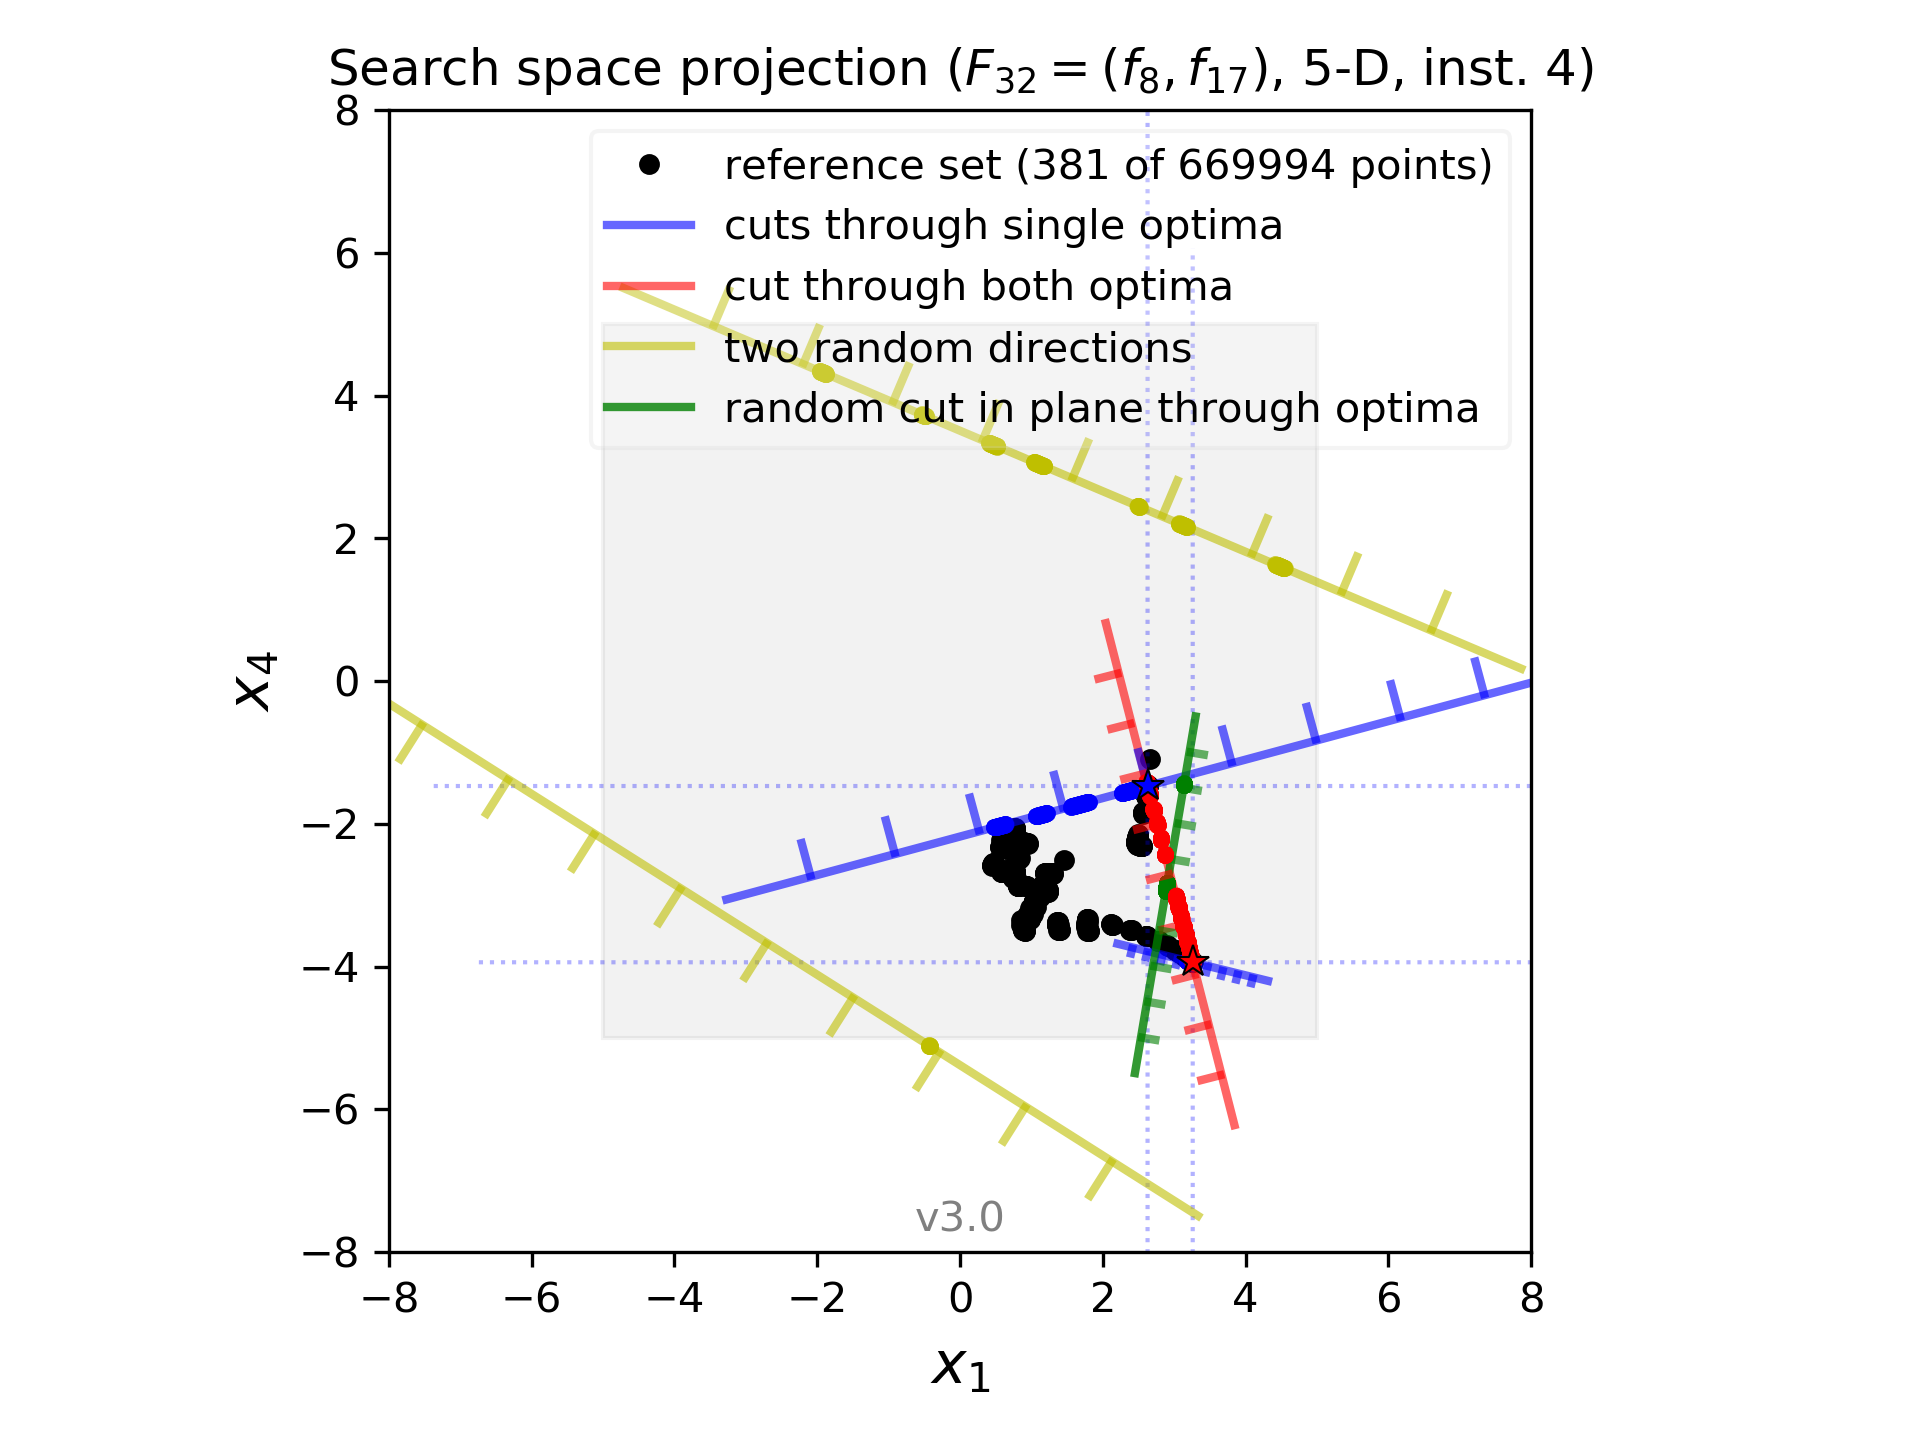 Search space projection (F₃₂ = (f₈, f₁₇), 5-D, inst. 4)
8
reference set (381 of 669994 points)
cuts through single optima
6
cut through both optima
two random directions
4
random cut in plane through optima
2
0
x₄
−2
−4
−6
v3.0
−8
−8 −6 −4 −2 0 2 4 6 8
x₁